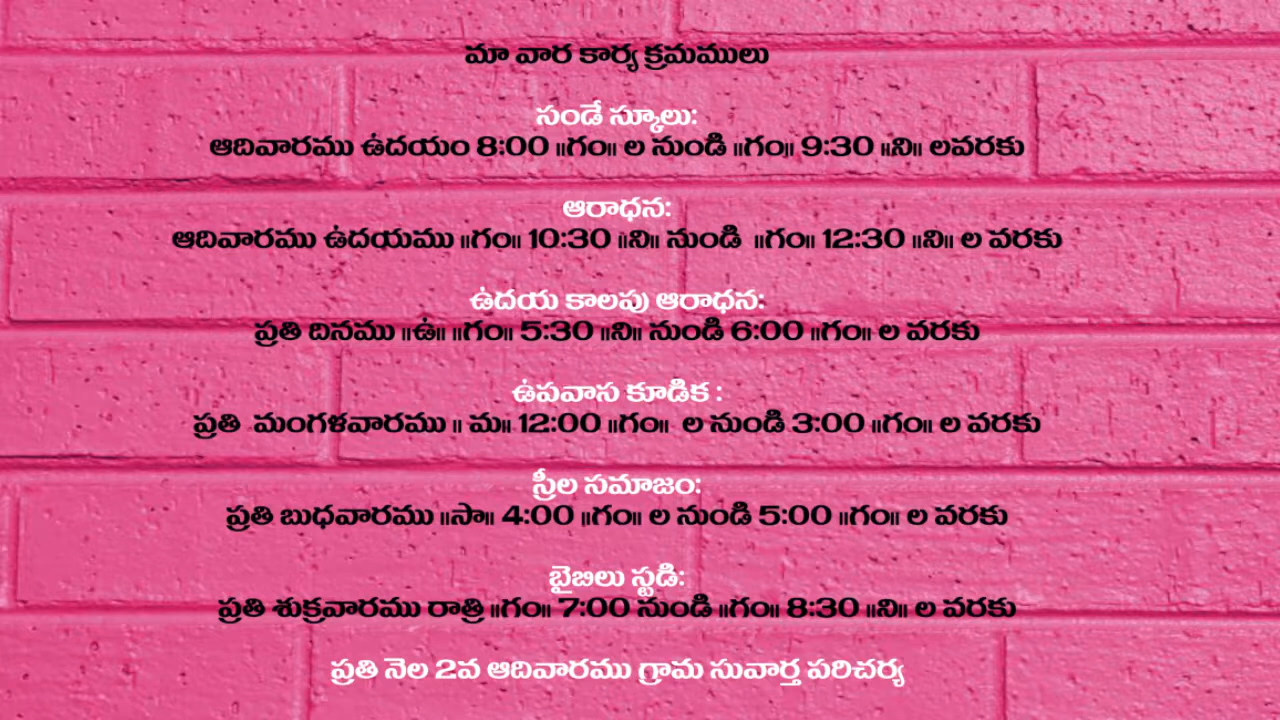 మా వార కార్య క్రమములు
సండే స్కూలు:
ఆదివారము ఉదయం 8:00 ॥గం॥ ల నుండి ॥గం॥ 9:30 ॥ని॥ లవరకు
ఆరాధన:
ఆదివారము ఉదయము ॥గం॥ 10:30 ॥ని॥ నుండి ॥గం॥ 12:30 ॥ని॥ ల వరకు
ఉదయ కాలపు ఆరాధన:
ప్రతి దినము ॥ఉ॥ ॥గం॥ 5:30 ॥ని॥ నుండి 6:00 ॥గం॥ ల వరకు
ఉపవాస కూడిక :
ప్రతి మంగళవారము ॥ మ॥ 12:00 ॥గం॥ ల నుండి 3:00 ॥గం॥ ల వరకు
స్త్రీల సమాజం:
ప్రతి బుధవారము ॥సా॥ 4:00 ॥గం॥ ల నుండి 5:00 ॥గం॥ ల వరకు
బైబిలు స్టడి:
ప్రతి శుక్రవారము రాత్రి ॥గం॥ 7:00 నుండి ॥గం॥ 8:30 ॥ని॥ ల వరకు
ప్రతి నెల 2వ ఆదివారము గ్రామ సువార్త పరిచర్య